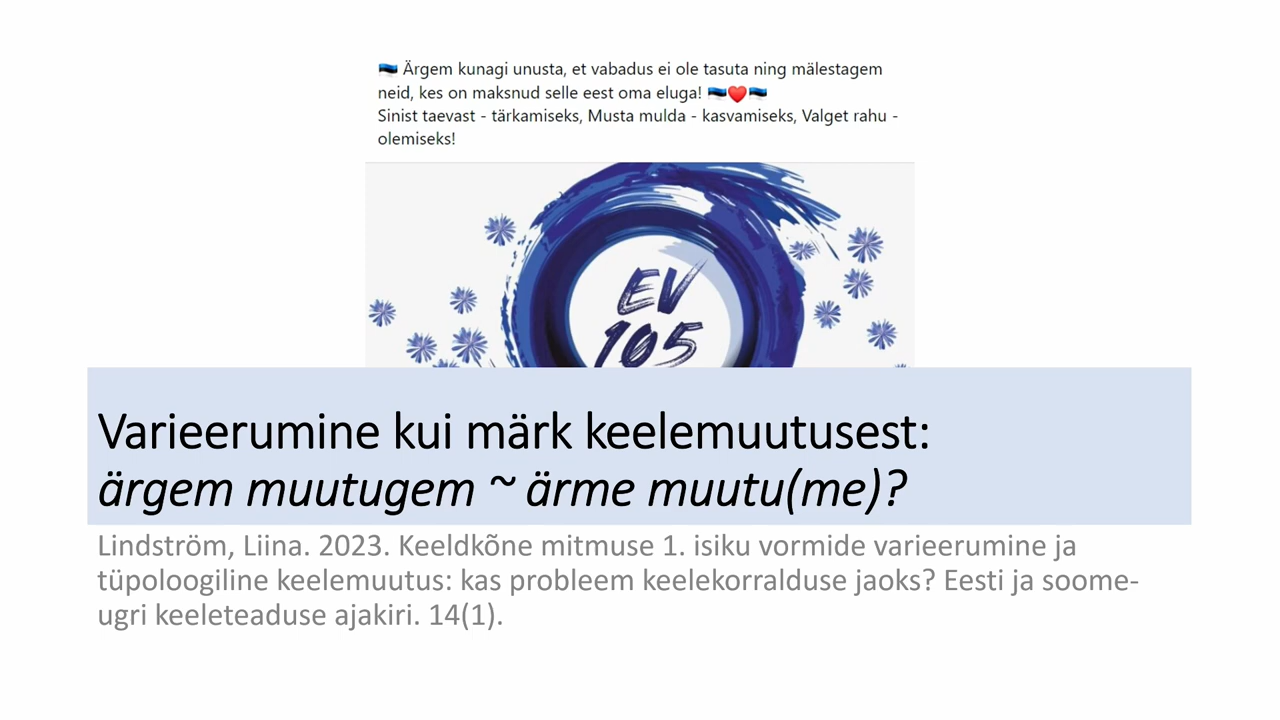 🇪🇪 Ärgem kunagi unusta, et vabadus ei ole tasuta ning mälestagem
neid, kes on maksnud selle eest oma eluga! 🇪🇪❤️🇪🇪
Sinist taevast - tärkamiseks, Musta mulda - kasvamiseks, Valget rahu -
olemiseks!
EV
105
Varieerumine kui märk keelemuutusest:
ärgem muutugem ~ ärme muutu(me)?
Lindström, Liina. 2023. Keeldkõne mitmuse 1. isiku vormide varieerumine ja
tüpoloogiline keelemuutus: kas probleem keelekorralduse jaoks? Eesti ja soome-
ugri keeleteaduse ajakiri. 14(1).